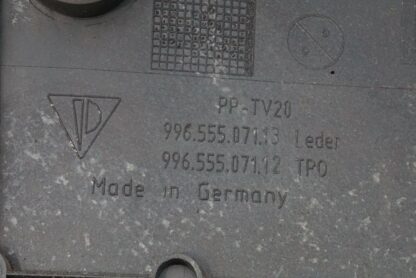 PP-TV20
996.555.071.13 Leder
996.555.071.12 TPO
Made in Germany